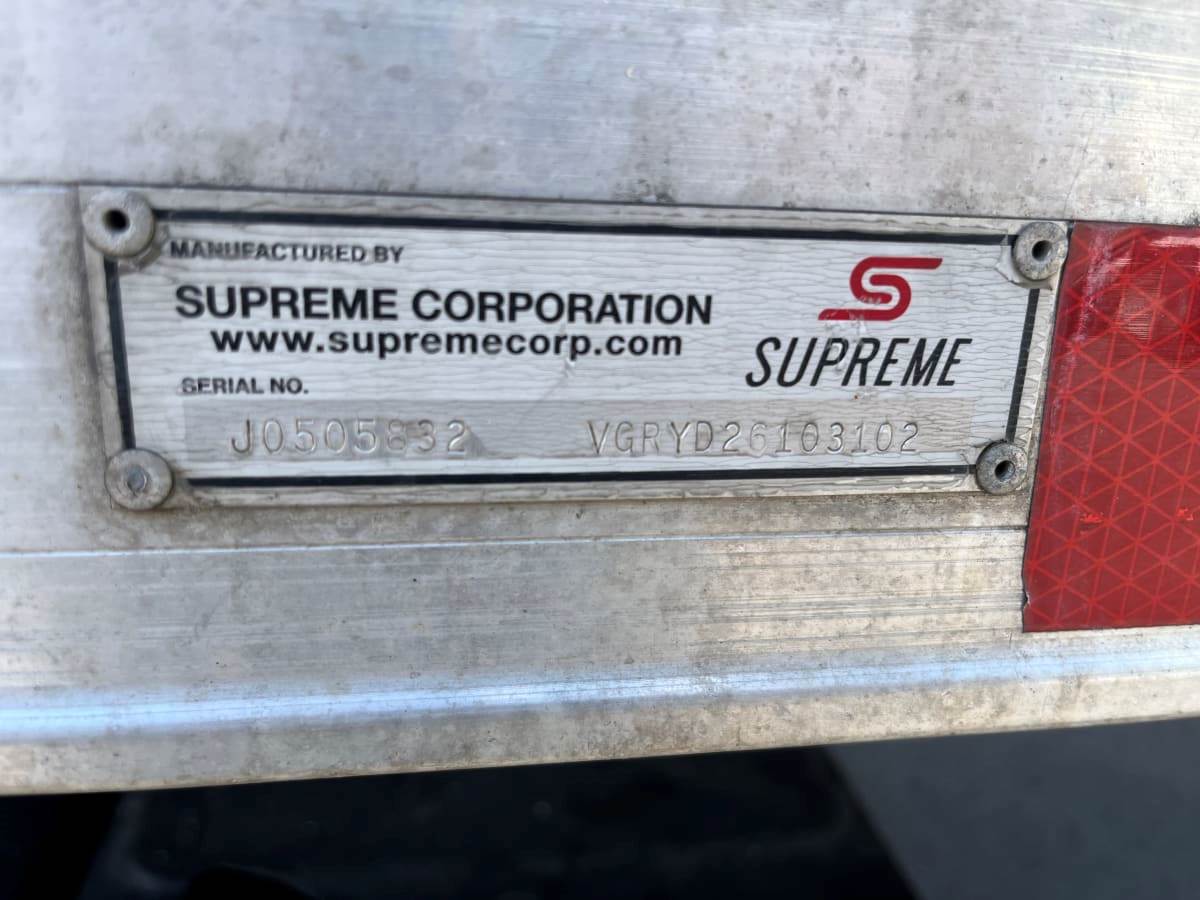 MANUFACTURED BY
SUPREME CORPORATION
www.supremecorp.com
SUPREME
SERIAL NO.
J0505832 VGRYD26103102